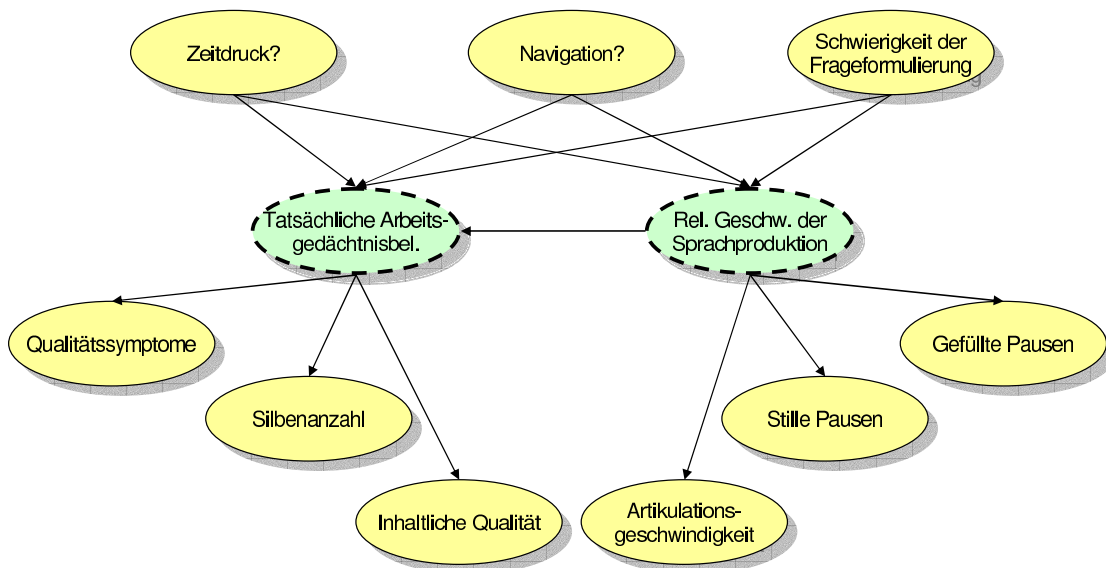 Zeitdruck?
Navigation?
Schwierigkeit der
Frageformulierung
Tatsächliche Arbeits-
gedächtnisbel.
Rel. Geschw. der
Sprachproduktion
Qualitätssymptome
Gefüllte Pausen
Silbenanzahl
Stille Pausen
Inhaltliche Qualität
Artikulations-
geschwindigkeit